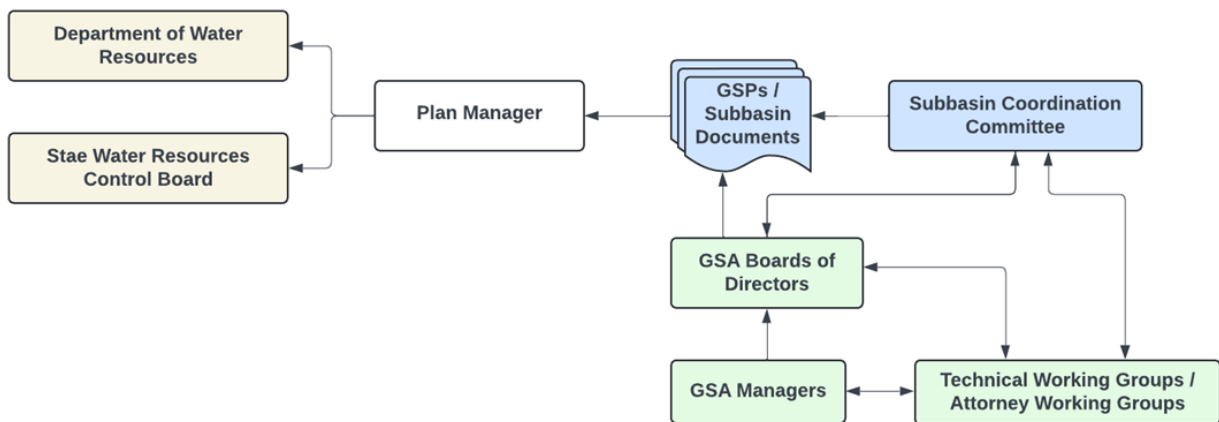 Department of Water
Resources
Stae Water Resources
Control Board
Plan Manager
GSPs /
Subbasin
Documents
Subbasin Coordination
Committee
GSA Boards of
Directors
GSA Managers
Technical Working Groups /
Attorney Working Groups